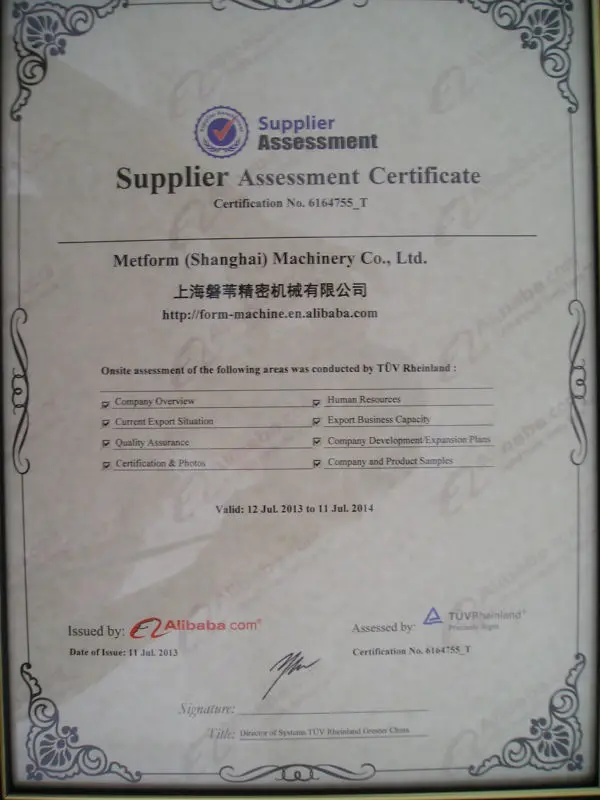 Supplier
Assessment
Supplier Assessment Certificate
Certification No. 6164755_T
Metform (Shanghai) Machinery Co., Ltd.
上海磐苇精密机械有限公司
http://form-machine.en.alibaba.com
Onsite assessment of the following areas was conducted by TÜV Rheinland :
Company Overview
Human Resources
Current Export Situation
Export Business Capacity
Quality Assurance
Company Development/Expansion Plans
Certification & Photos
Company and Product Samples
Valid: 12 Jul. 2013 to 11 Jul. 2014
Issued by: Alibaba.com®
Assessed by: TÜVRheinland®
Precisely Right.
Date of Issue: 11 Jul. 2013
Certification No. 6164755_T
Signature:
Title: Director of Systems TÜV Rheinland Greater China